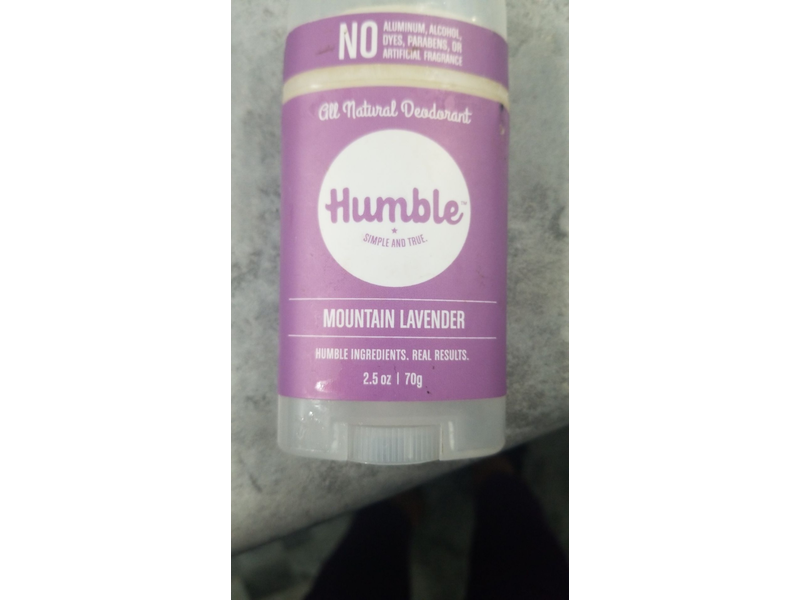 NO ALUMINUM, ALCOHOL,
DYES, PARABENS, OR
ARTIFICIAL FRAGRANCE
All Natural Deodorant
Humble™
SIMPLE AND TRUE.
MOUNTAIN LAVENDER
HUMBLE INGREDIENTS. REAL RESULTS.
2.5 oz | 70g